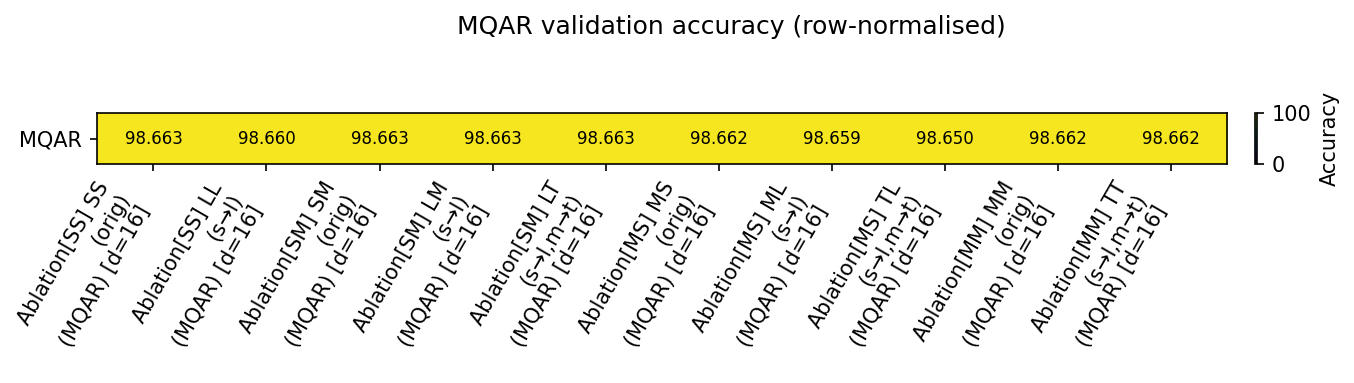 MQAR validation accuracy (row-normalised)
MQAR
98.663 98.660 98.663 98.663 98.663 98.662 98.659 98.650 98.662 98.662
100
0
Accuracy
Ablation[SS] SS
(orig)
(MQAR) [d=16]
Ablation[SS] LL
(s→l)
(MQAR) [d=16]
Ablation[SM] SM
(orig)
(MQAR) [d=16]
Ablation[SM] LM
(s→l)
(MQAR) [d=16]
Ablation[SM] LT
(s→l,m→t)
(MQAR) [d=16]
Ablation[MS] MS
(orig)
(MQAR) [d=16]
Ablation[MS] ML
(s→l)
(MQAR) [d=16]
Ablation[MS] TL
(s→l,m→t)
(MQAR) [d=16]
Ablation[MM] MM
(orig)
(MQAR) [d=16]
Ablation[MM] TT
(s→l,m→t)
(MQAR) [d=16]